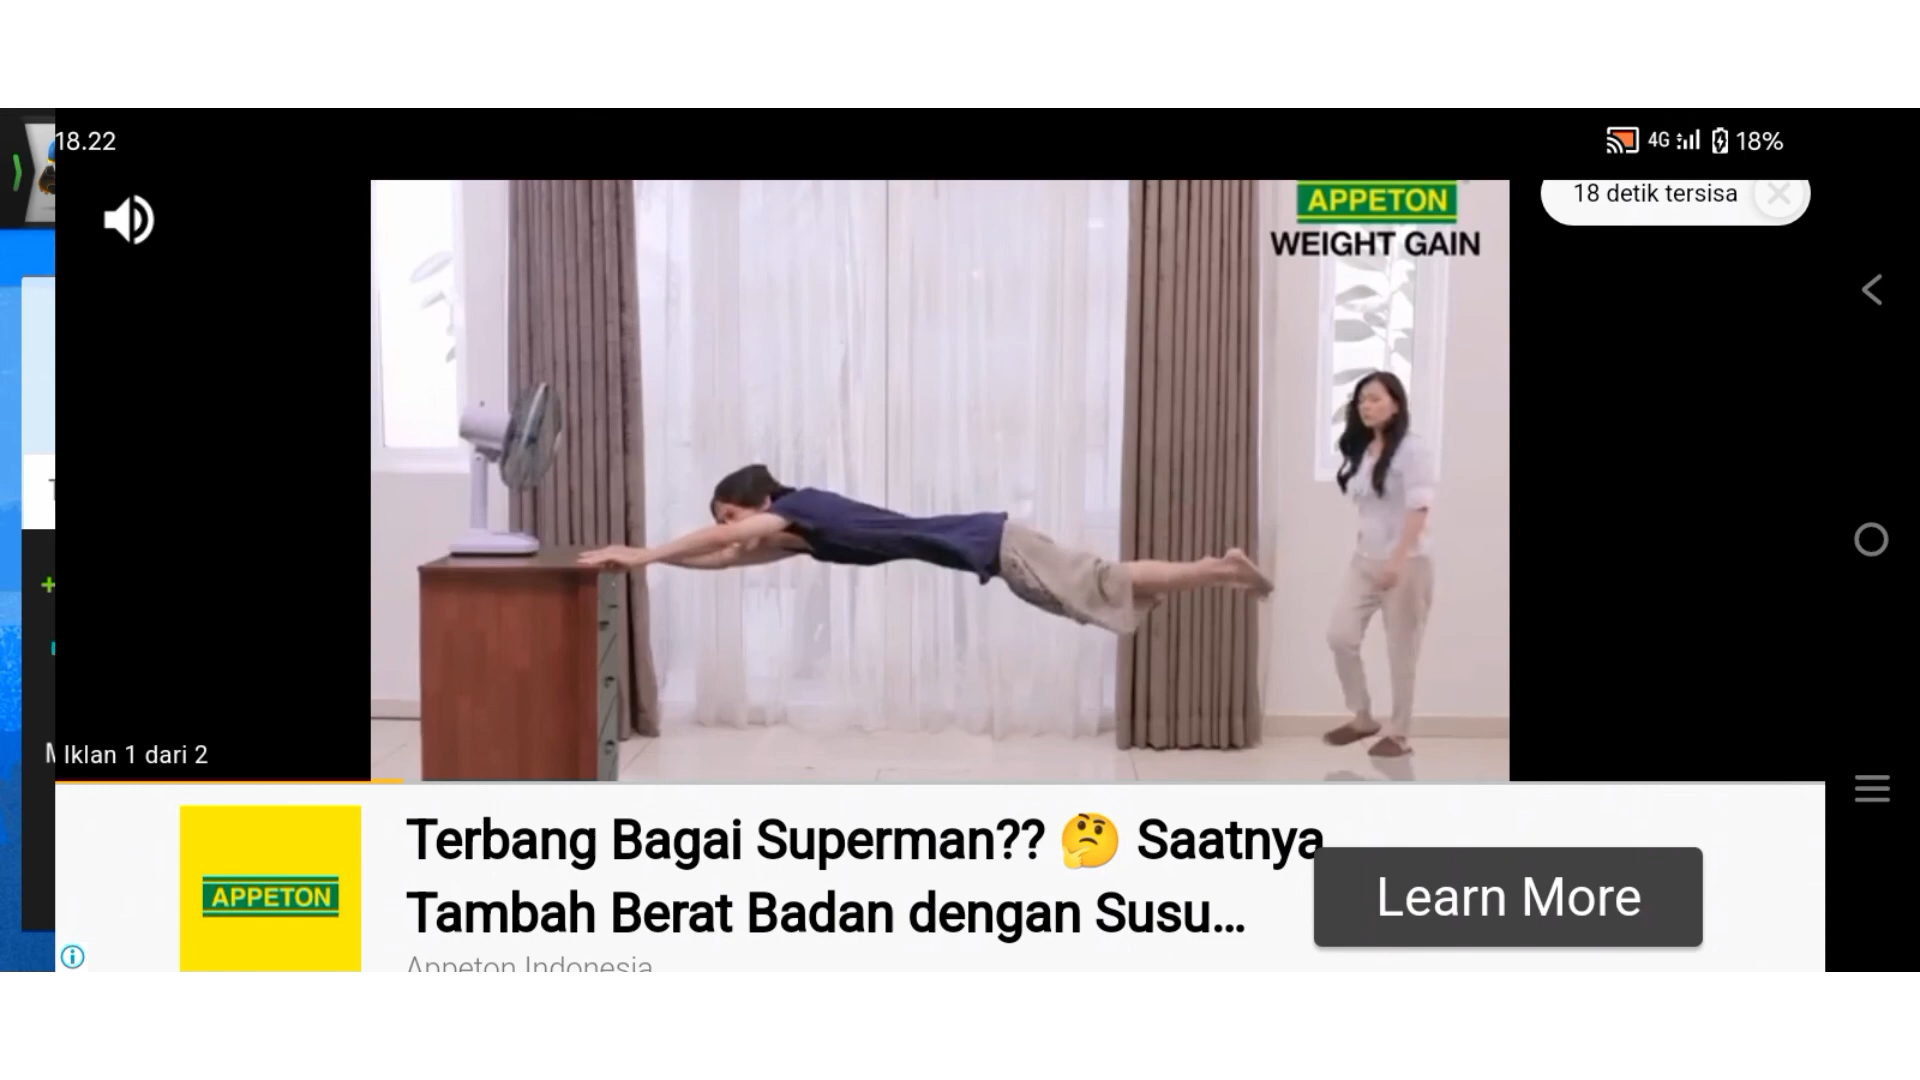 18.22
4G
18%
18 detik tersisa
APPETON
WEIGHT GAIN
Iklan 1 dari 2
APPETON
Terbang Bagai Superman?? 🤔 Saatnya
Tambah Berat Badan dengan Susu...
Appeton Indonesia
Learn More